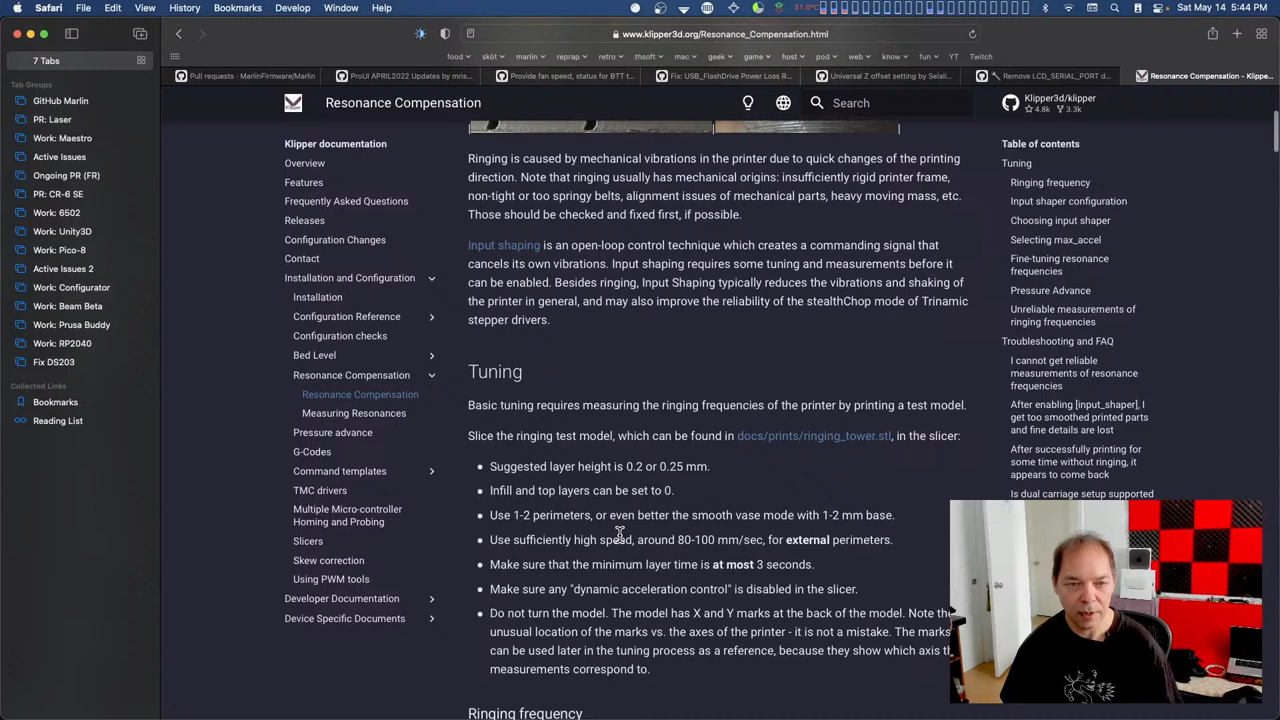 Safari File Edit View History Bookmarks Develop Window Help
31.0°C
Sat May 14 5:44 PM
7 Tabs
www.klipper3d.org/Resonance_Compensation.html
food sköt marlin reprap retro thsoft mac geek game host pod web know fun YT Twitch
Pull requests · MarlinFirmware/Marlin
ProUI APRIL2022 Updates by mris...
Provide fan speed, status for BTT t...
Fix: USB_FlashDrive Power Loss R...
Universal Z offset setting by Selali...
Remove LCD_SERIAL_PORT d...
Resonance Compensation - Klippe...
Tab Groups
GitHub Marlin
PR: Laser
Work: Maestro
Active Issues
Ongoing PR (FR)
PR: CR-6 SE
Work: 6502
Work: Unity3D
Work: Pico-8
Active Issues 2
Work: Configurator
Work: Beam Beta
Work: Prusa Buddy
Work: RP2040
Fix DS203
Collected Links
Bookmarks
Reading List
Resonance Compensation
Search
Klipper3d/klipper
4.8k 3.3k
Klipper documentation
Overview
Features
Frequently Asked Questions
Releases
Configuration Changes
Contact
Installation and Configuration
Installation
Configuration Reference
Configuration checks
Bed Level
Resonance Compensation
Resonance Compensation
Measuring Resonances
Pressure advance
G-Codes
Command templates
TMC drivers
Multiple Micro-controller
Homing and Probing
Slicers
Skew correction
Using PWM tools
Developer Documentation
Device Specific Documents
Ringing is caused by mechanical vibrations in the printer due to quick changes of the printing
direction. Note that ringing usually has mechanical origins: insufficiently rigid printer frame,
non-tight or too springy belts, alignment issues of mechanical parts, heavy moving mass, etc.
Those should be checked and fixed first, if possible.
Input shaping is an open-loop control technique which creates a commanding signal that
cancels its own vibrations. Input shaping requires some tuning and measurements before it
can be enabled. Besides ringing, Input Shaping typically reduces the vibrations and shaking of
the printer in general, and may also improve the reliability of the stealthChop mode of Trinamic
stepper drivers.
Tuning
Basic tuning requires measuring the ringing frequencies of the printer by printing a test model.
Slice the ringing test model, which can be found in docs/prints/ringing_tower.stl, in the slicer:
• Suggested layer height is 0.2 or 0.25 mm.
• Infill and top layers can be set to 0.
• Use 1-2 perimeters, or even better the smooth vase mode with 1-2 mm base.
• Use sufficiently high speed, around 80-100 mm/sec, for external perimeters.
• Make sure that the minimum layer time is at most 3 seconds.
• Make sure any "dynamic acceleration control" is disabled in the slicer.
• Do not turn the model. The model has X and Y marks at the back of the model. Note the
unusual location of the marks vs. the axes of the printer - it is not a mistake. The marks
can be used later in the tuning process as a reference, because they show which axis th
measurements correspond to.
Ringing frequency
Table of contents
Tuning
Ringing frequency
Input shaper configuration
Choosing input shaper
Selecting max_accel
Fine-tuning resonance
frequencies
Pressure Advance
Unreliable measurements of
ringing frequencies
Troubleshooting and FAQ
I cannot get reliable
measurements of resonance
frequencies
After enabling [input_shaper], I
get too smoothed printed parts
and fine details are lost
After successfully printing for
some time without ringing, it
appears to come back
Is dual carriage setup supported